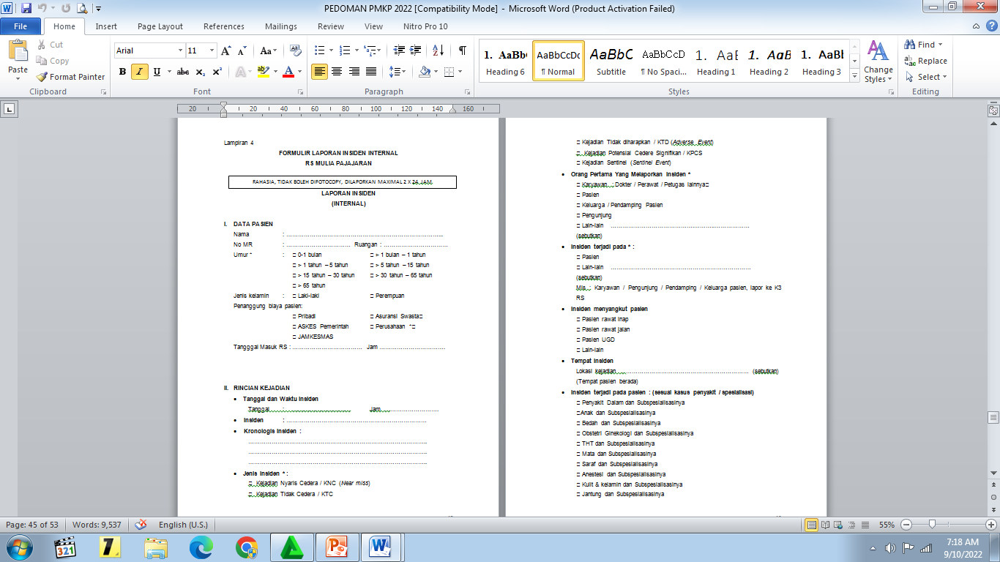 PEDOMAN PMKP 2022 [Compatibility Mode] - Microsoft Word (Product Activation Failed)
File Home Insert Page Layout References Mailings Review View Nitro Pro 10
Paste
Cut
Copy
Format Painter
Clipboard
Arial 11
Font
Paragraph
AaBb AaBbCcDc AaBbC AaBbCcD 1. AaE 1. AaB 1. AaBb
Heading 6 ¶ Normal Subtitle ¶ No Spaci... Heading 1 Heading 2 Heading 3
Change Styles
Styles
Find
Replace
Select
Editing
20 20 40 60 80 100 120 140 160
Lampiran 4
FORMULIR LAPORAN INSIDEN INTERNAL
RS MULIA PAJAJARAN
RAHASIA, TIDAK BOLEH DIFOTOCOPY, DILAPORKAN MAXIMAL 2 X 24 JAM
LAPORAN INSIDEN
(INTERNAL)
I. DATA PASIEN
Nama : ...........................................................
No MR : ................................ Ruangan : ................................
Umur * : □ 0-1 bulan □ > 1 bulan – 1 tahun
□ > 1 tahun – 5 tahun □ > 5 tahun – 15 tahun
□ > 15 tahun – 30 tahun □ > 30 tahun – 65 tahun
□ > 65 tahun
Jenis kelamin : □ Laki-laki □ Perempuan
Penanggung biaya pasien:
□ Pribadi □ Asuransi Swasta□
□ ASKES Pemerintah □ Perusahaan *□
□ JAMKESMAS
Tangggal Masuk RS : .................................... Jam ..................................
II. RINCIAN KEJADIAN
• Tanggal dan Waktu Insiden
Tanggal : .............................. Jam ..........................
• Insiden : ......................................................................
• Kronologis Insiden :
...........................................................................................
...........................................................................................
...........................................................................................
• Jenis Insiden * :
□ . Kejadian Nyaris Cedera / KNC (Near miss)
□ . Kejadian Tidak Cedera / KTC
□ Kejadian Tidak diharapkan / KTD (Adverse Event)
□ . Kejadian Potensial Cedere Signifikan / KPCS
□ Kejadian Sentinel (Sentinel Event)
• Orang Pertama Yang Melaporkan Insiden *
□ Karyawan : Dokter / Perawat / Petugas lainnya□
□ Pasien
□ Keluarga / Pendamping Pasien
□ Pengunjung
□ Lain-lain ......................................................................
(sebutkan)
• Insiden terjadi pada * :
□ Pasien
□ Lain-lain ......................................................................
(sebutkan)
Mis : Karyawan / Pengunjung / Pendamping / Keluarga pasien, lapor ke K3
RS
• Insiden menyangkut pasien
□ Pasien rawat inap
□ Pasien rawat jalan
□ Pasien UGD
□ Lain-lain
• Tempat Insiden
Lokasi kejadian ................................................................ (sebutkan)
(Tempat pasien berada)
• Insiden terjadi pada pasien : (sesuai kasus penyakit / spesialisasi)
□ Penyakit Dalam dan Subspesialisasinya
□Anak dan Subspesialisasinya
□ Bedah dan Subspesialisasinya
□ Obstetri Ginekologi dan Subspesialisasinya
□ THT dan Subspesialisasinya
□ Mata dan Subspesialisasinya
□ Saraf dan Subspesialisasinya
□ Anestesi dan Subspesialisasinya
□ Kulit & kelamin dan Subspesialisasinya
□ Jantung dan Subspesialisasinya
Page: 45 of 53 Words: 9,537 English (U.S.) 55%
321 7
7:18 AM
9/10/2022